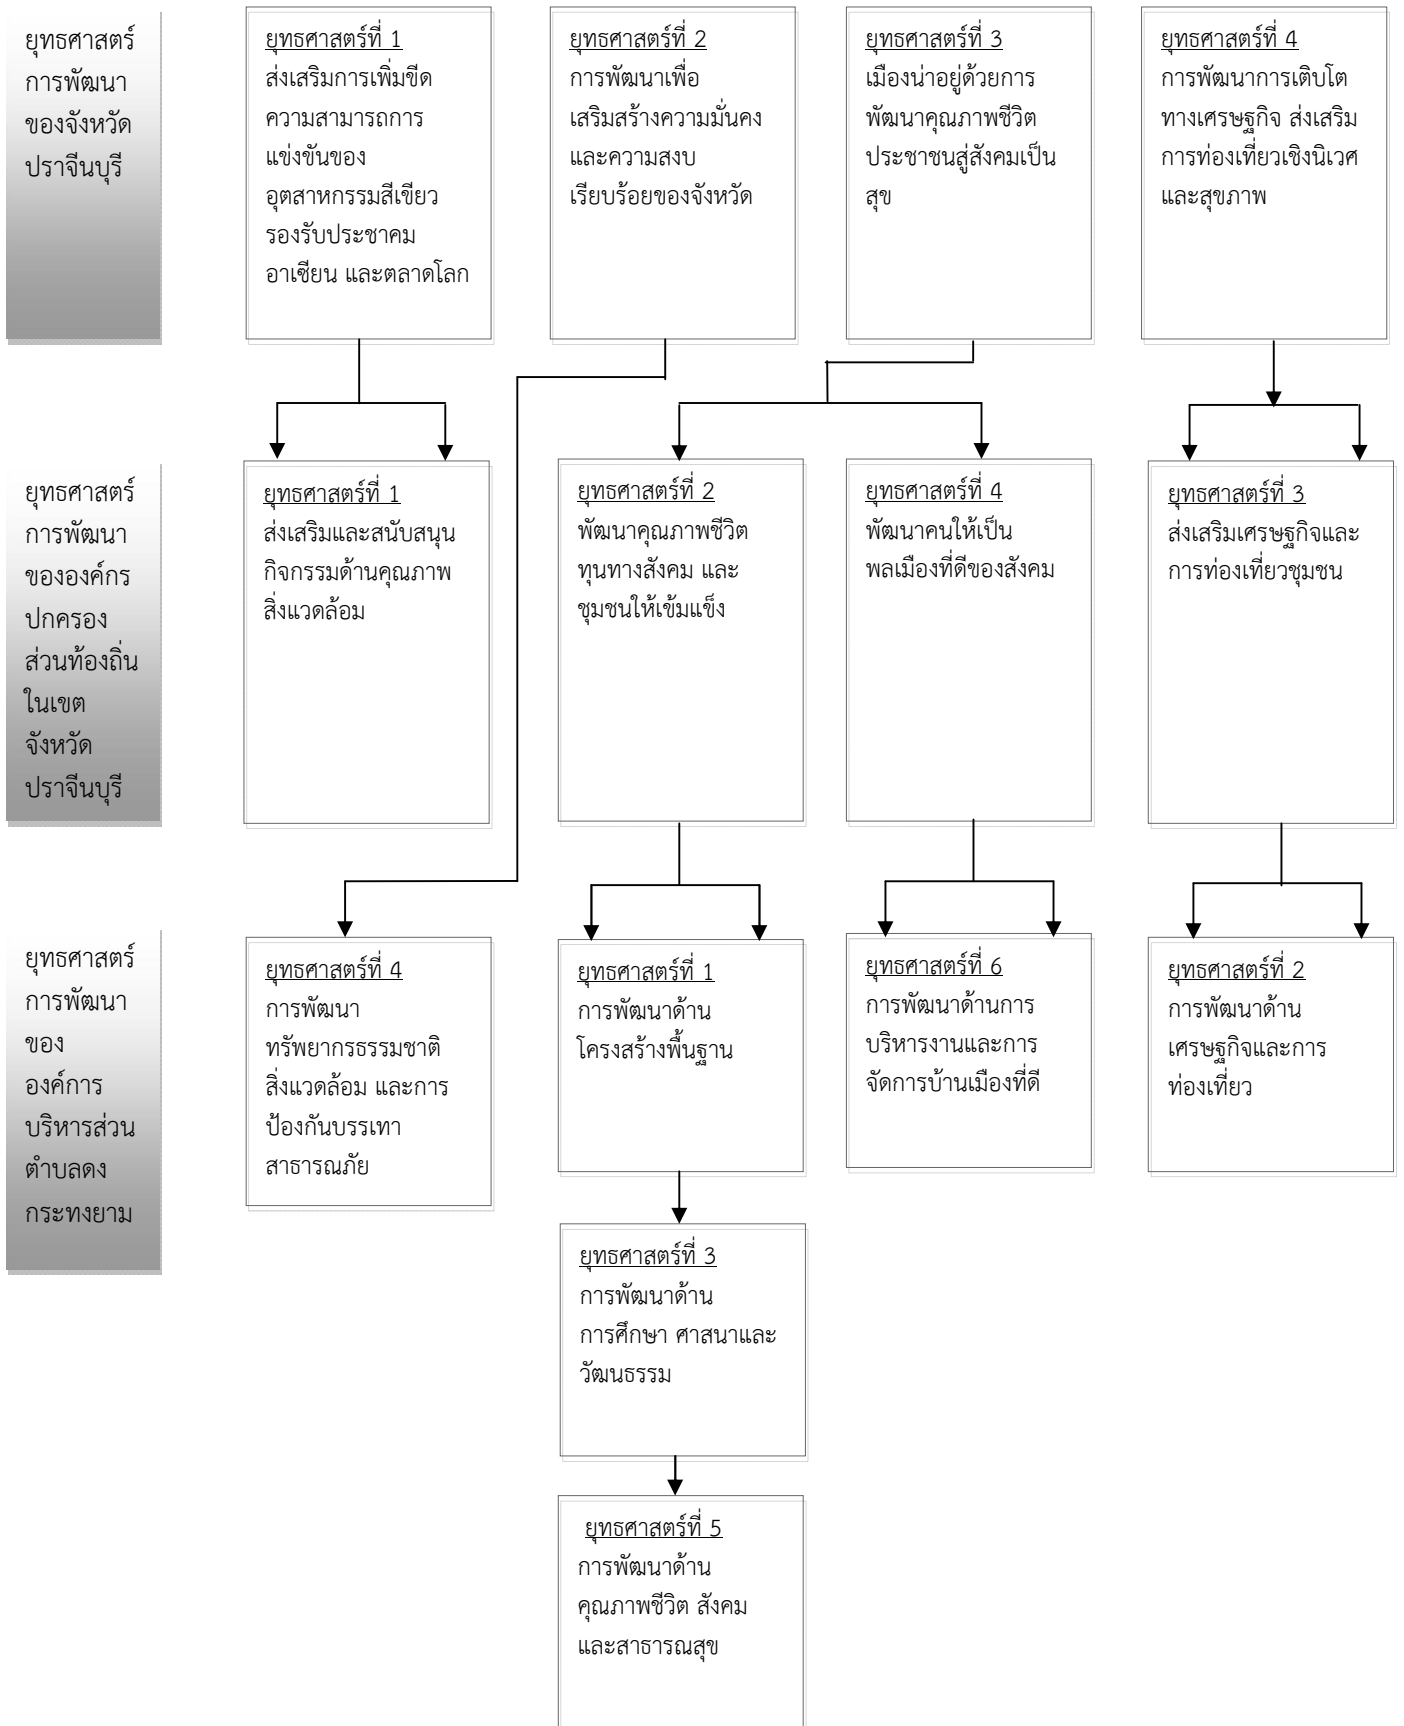 ยุทธศาสตร์
การพัฒนา
ของจังหวัด
ปราจีนบุรี
ยุทธศาสตร์ที่ 1
ส่งเสริมการเพิ่มขีด
ความสามารถการ
แข่งขันของ
อุตสาหกรรมสีเขียว
รองรับประชาคม
อาเซียน และตลาดโลก
ยุทธศาสตร์ที่ 2
การพัฒนาเพื่อ
เสริมสร้างความมั่นคง
และความสงบ
เรียบร้อยของจังหวัด
ยุทธศาสตร์ที่ 3
เมืองน่าอยู่ด้วยการ
พัฒนาคุณภาพชีวิต
ประชาชนสู่สังคมเป็น
สุข
ยุทธศาสตร์ที่ 4
การพัฒนาการเติบโต
ทางเศรษฐกิจ ส่งเสริม
การท่องเที่ยวเชิงนิเวศ
และสุขภาพ
ยุทธศาสตร์
การพัฒนา
ขององค์กร
ปกครอง
ส่วนท้องถิ่น
ในเขต
จังหวัด
ปราจีนบุรี
ยุทธศาสตร์ที่ 1
ส่งเสริมและสนับสนุน
กิจกรรมด้านคุณภาพ
สิ่งแวดล้อม
ยุทธศาสตร์ที่ 2
พัฒนาคุณภาพชีวิต
ทุนทางสังคม และ
ชุมชนให้เข้มแข็ง
ยุทธศาสตร์ที่ 4
พัฒนาคนให้เป็น
พลเมืองที่ดีของสังคม
ยุทธศาสตร์ที่ 3
ส่งเสริมเศรษฐกิจและ
การท่องเที่ยวชุมชน
ยุทธศาสตร์
การพัฒนา
ของ
องค์การ
บริหารส่วน
ตำบลดง
กระทงยาม
ยุทธศาสตร์ที่ 4
การพัฒนา
ทรัพยากรธรรมชาติ
สิ่งแวดล้อม และการ
ป้องกันบรรเทา
สาธารณภัย
ยุทธศาสตร์ที่ 1
การพัฒนาด้าน
โครงสร้างพื้นฐาน
ยุทธศาสตร์ที่ 6
การพัฒนาด้านการ
บริหารงานและการ
จัดการบ้านเมืองที่ดี
ยุทธศาสตร์ที่ 2
การพัฒนาด้าน
เศรษฐกิจและการ
ท่องเที่ยว
ยุทธศาสตร์ที่ 3
การพัฒนาด้าน
การศึกษา ศาสนาและ
วัฒนธรรม
ยุทธศาสตร์ที่ 5
การพัฒนาด้าน
คุณภาพชีวิต สังคม
และสาธารณสุข